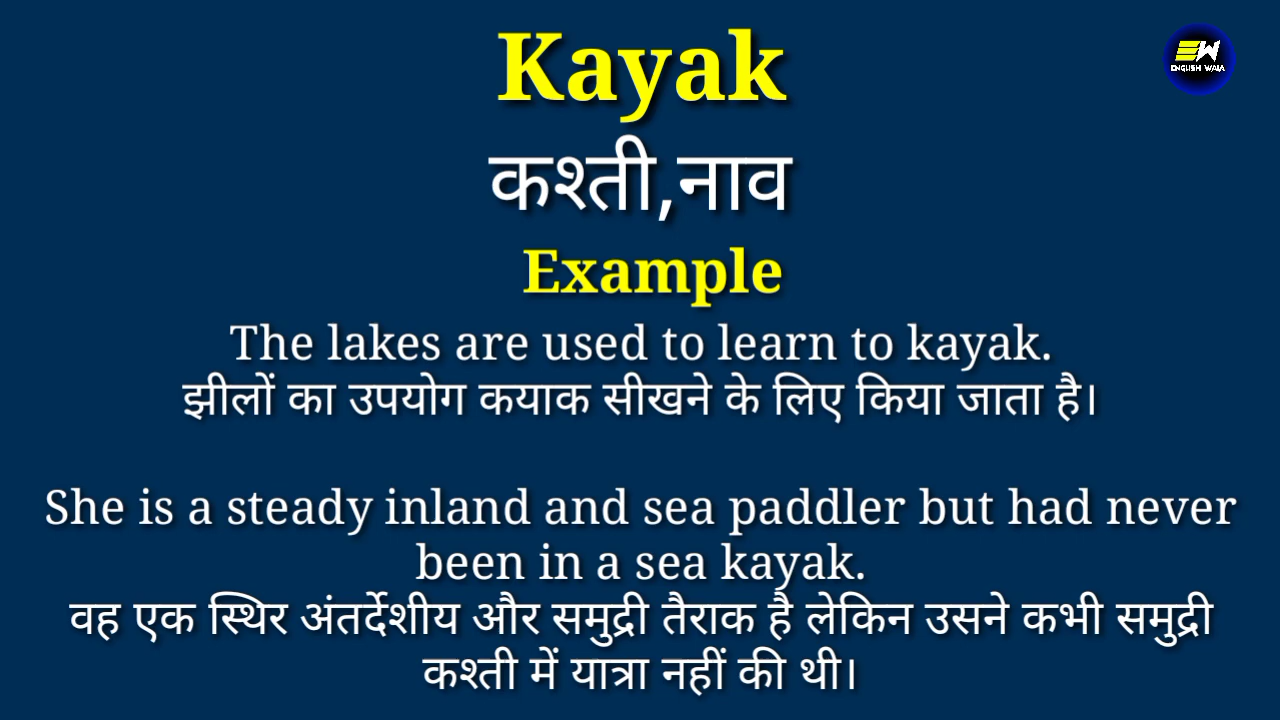 Kayak
EW
ENGLISH WALA
कश्ती,नाव
Example
The lakes are used to learn to kayak.
झीलों का उपयोग कयाक सीखने के लिए किया जाता है।
She is a steady inland and sea paddler but had never
been in a sea kayak.
वह एक स्थिर अंतर्देशीय और समुद्री तैराक है लेकिन उसने कभी समुद्री
कश्ती में यात्रा नहीं की थी।